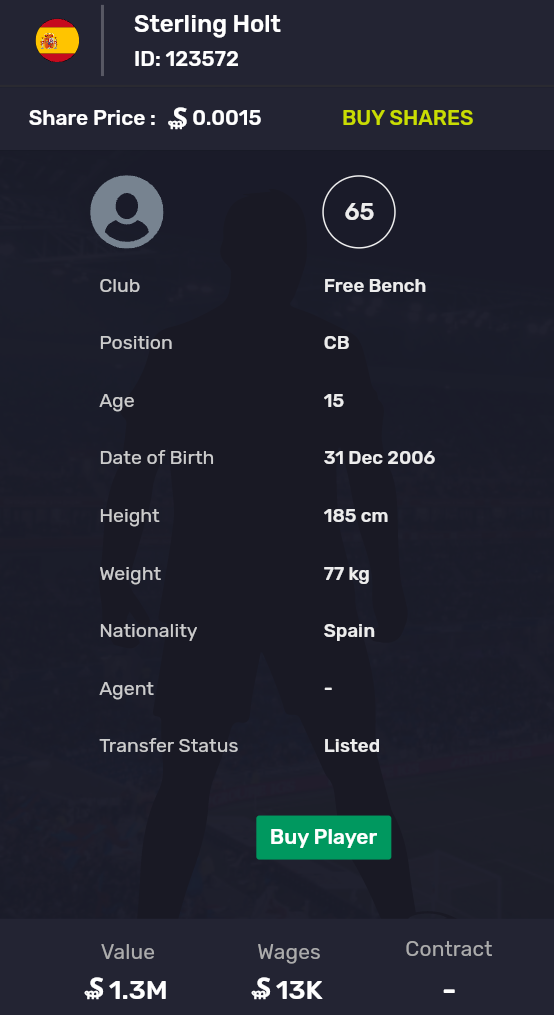 Sterling Holt
ID: 123572
Share Price : 0.0015 BUY SHARES
65
Club Free Bench
Position CB
Age 15
Date of Birth 31 Dec 2006
Height 185 cm
Weight 77 kg
Nationality Spain
Agent -
Transfer Status Listed
Buy Player
Value Wages Contract
1.3M 13K -